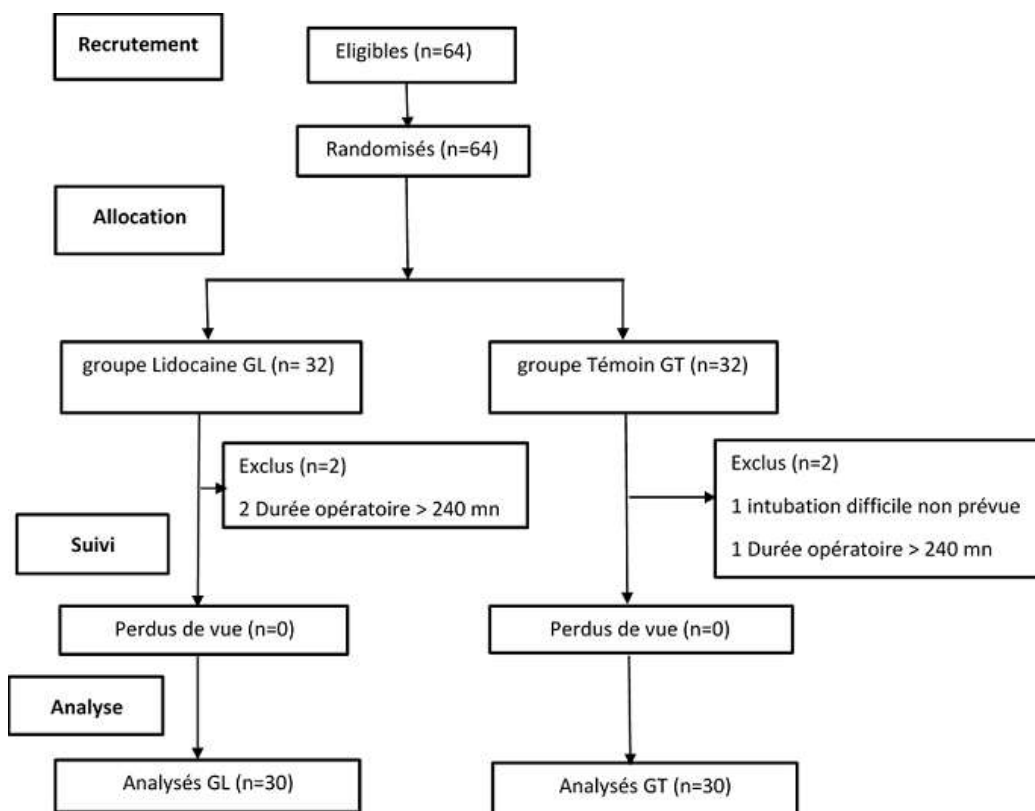 Recrutement
Eligibles (n=64)
Randomisés (n=64)
Allocation
groupe Lidocaine GL (n= 32)
groupe Témoin GT (n=32)
Exclus (n=2)
2 Durée opératoire > 240 mn
Exclus (n=2)
1 intubation difficile non prévue
1 Durée opératoire > 240 mn
Suivi
Perdus de vue (n=0)
Perdus de vue (n=0)
Analyse
Analysés GL (n=30)
Analysés GT (n=30)